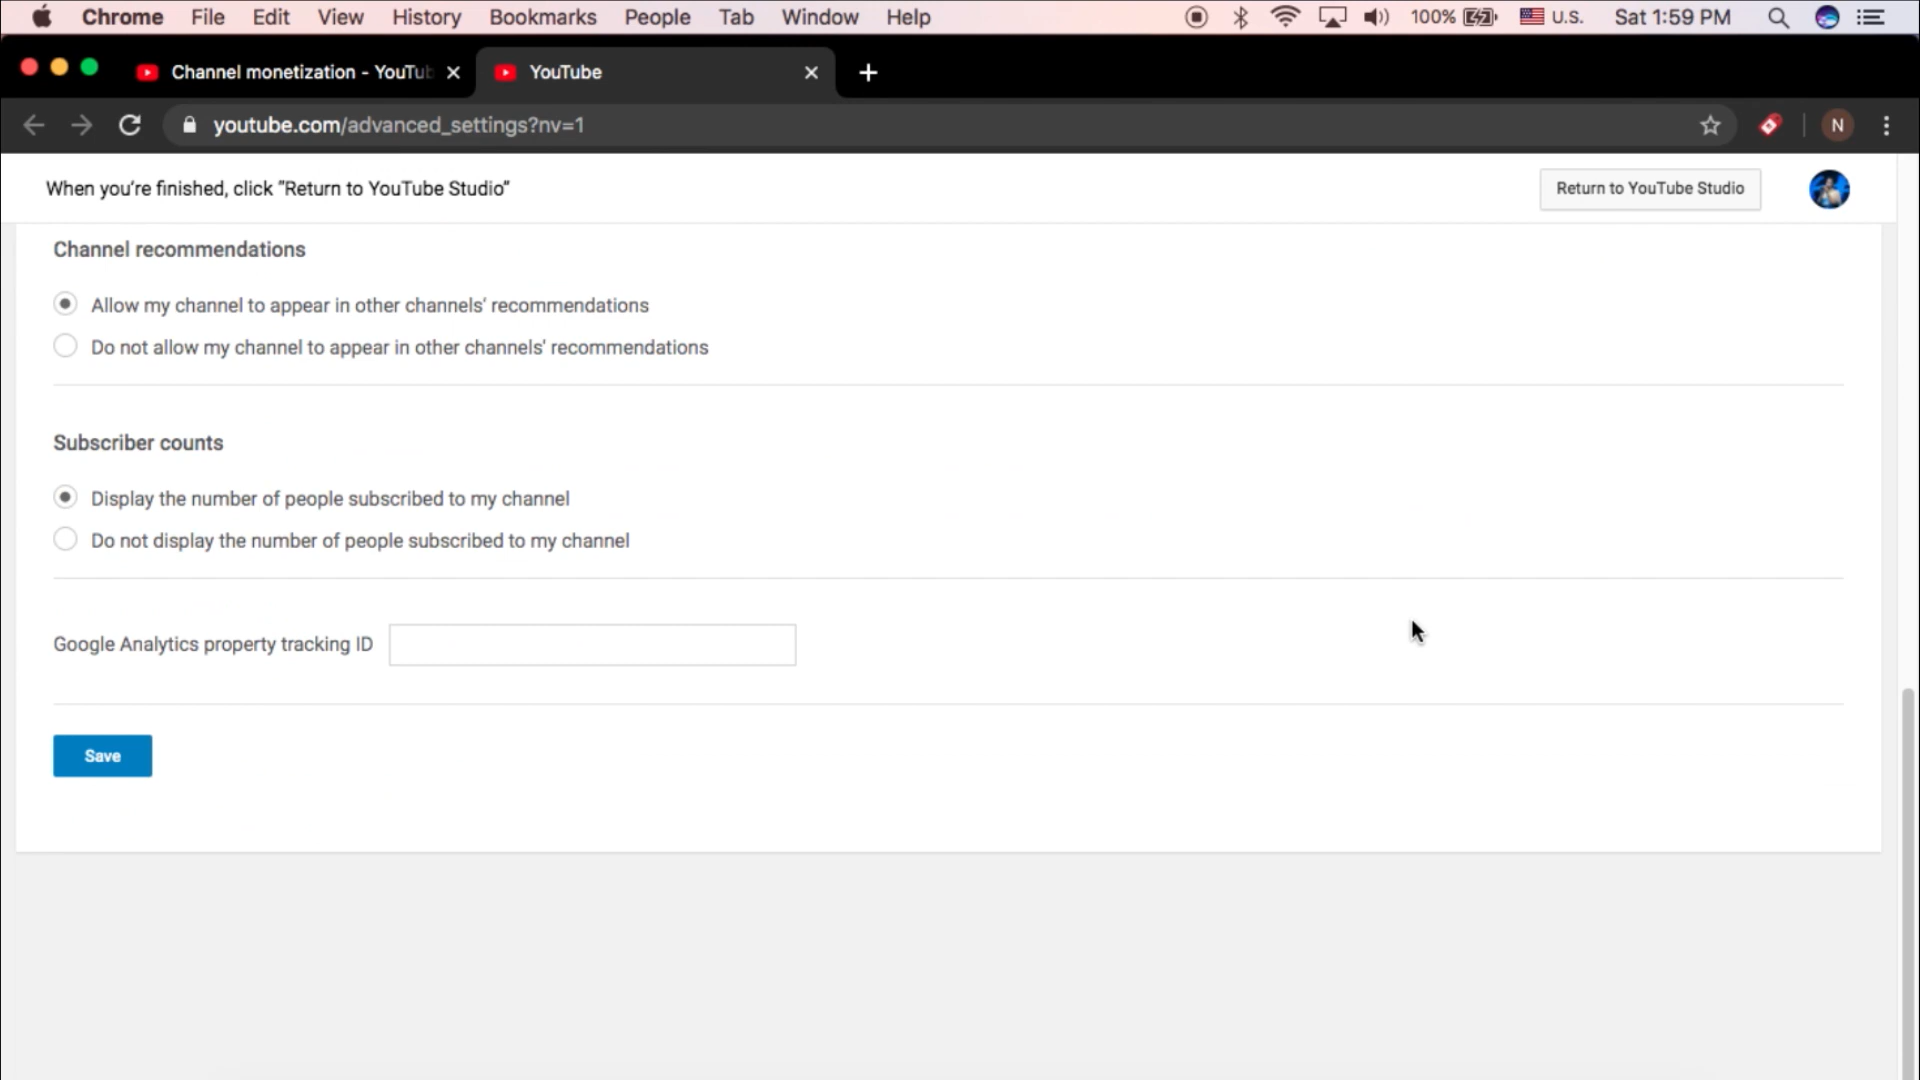 Chrome File Edit View History Bookmarks People Tab Window Help 100% U.S. Sat 1:59 PM
Channel monetization - YouTub YouTube
youtube.com/advanced_settings?nv=1 N
When you're finished, click "Return to YouTube Studio" Return to YouTube Studio
Channel recommendations
Allow my channel to appear in other channels' recommendations
Do not allow my channel to appear in other channels' recommendations
Subscriber counts
Display the number of people subscribed to my channel
Do not display the number of people subscribed to my channel
Google Analytics property tracking ID
Save